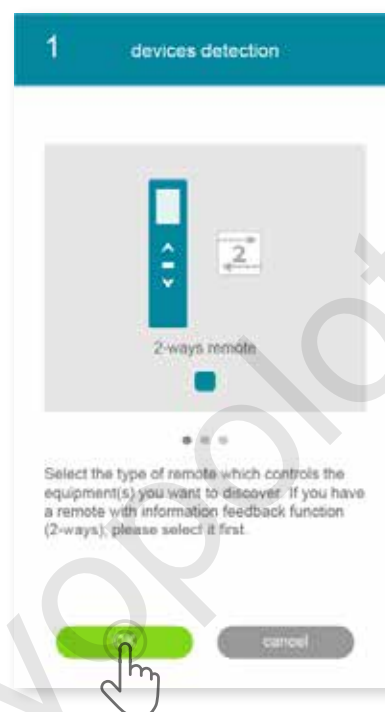 1 devices detection
2
2-ways remote
Select the type of remote which controls the
equipment(s) you want to discover. If you have
a remote with information feedback function
(2-ways), please select it first.
OK cancel